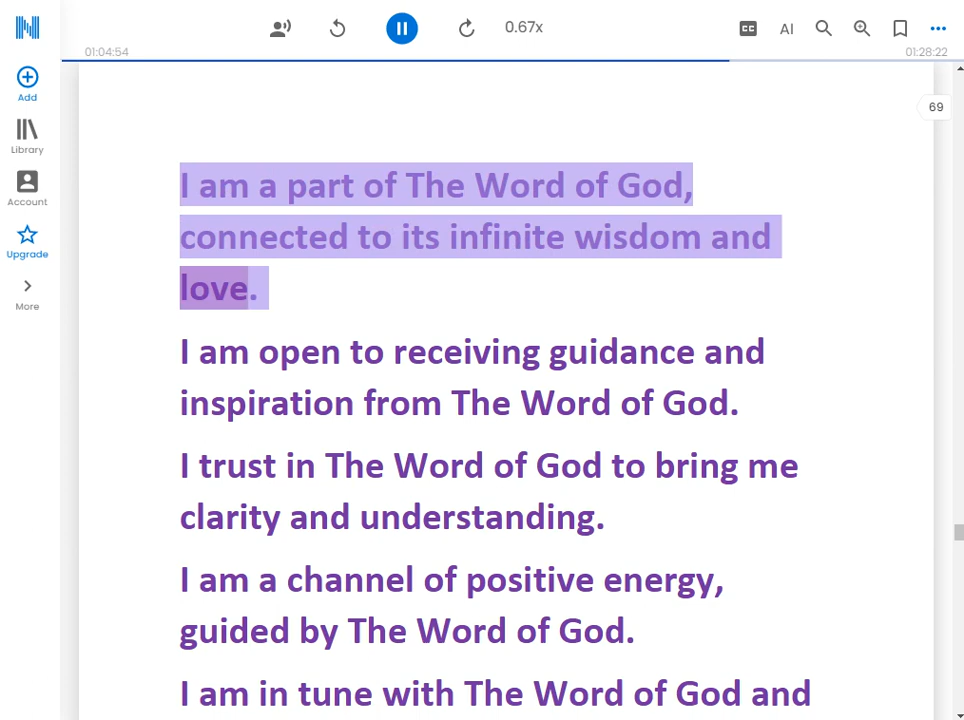 0.67x
CC
AI
01:04:54
01:28:22
Add
Library
Account
Upgrade
More
69
I am a part of The Word of God,
connected to its infinite wisdom and
love.
I am open to receiving guidance and
inspiration from The Word of God.
I trust in The Word of God to bring me
clarity and understanding.
I am a channel of positive energy,
guided by The Word of God.
I am in tune with The Word of God and